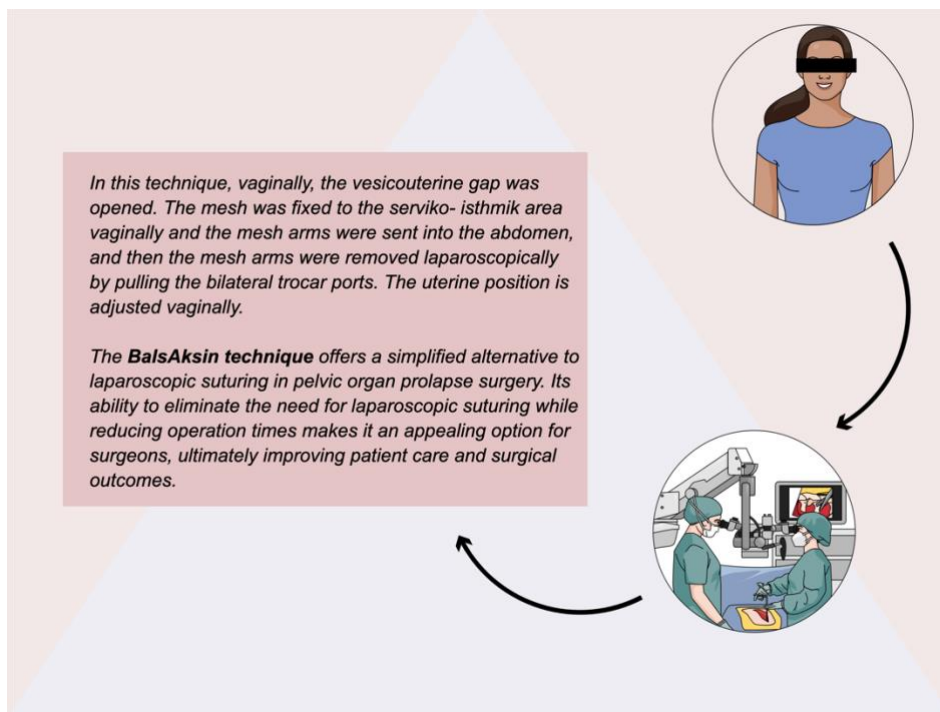 In this technique, vaginally, the vesicouterine gap was
opened. The mesh was fixed to the serviko- isthmik area
vaginally and the mesh arms were sent into the abdomen,
and then the mesh arms were removed laparoscopically
by pulling the bilateral trocar ports. The uterine position is
adjusted vaginally.
The BalsAksin technique offers a simplified alternative to
laparoscopic suturing in pelvic organ prolapse surgery. Its
ability to eliminate the need for laparoscopic suturing while
reducing operation times makes it an appealing option for
surgeons, ultimately improving patient care and surgical
outcomes.